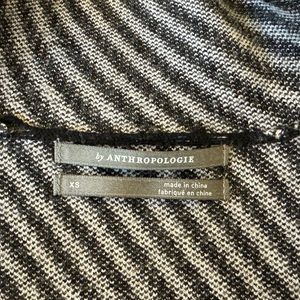 by ANTHROPOLOGIE
XS made in china
fabriqué en chine